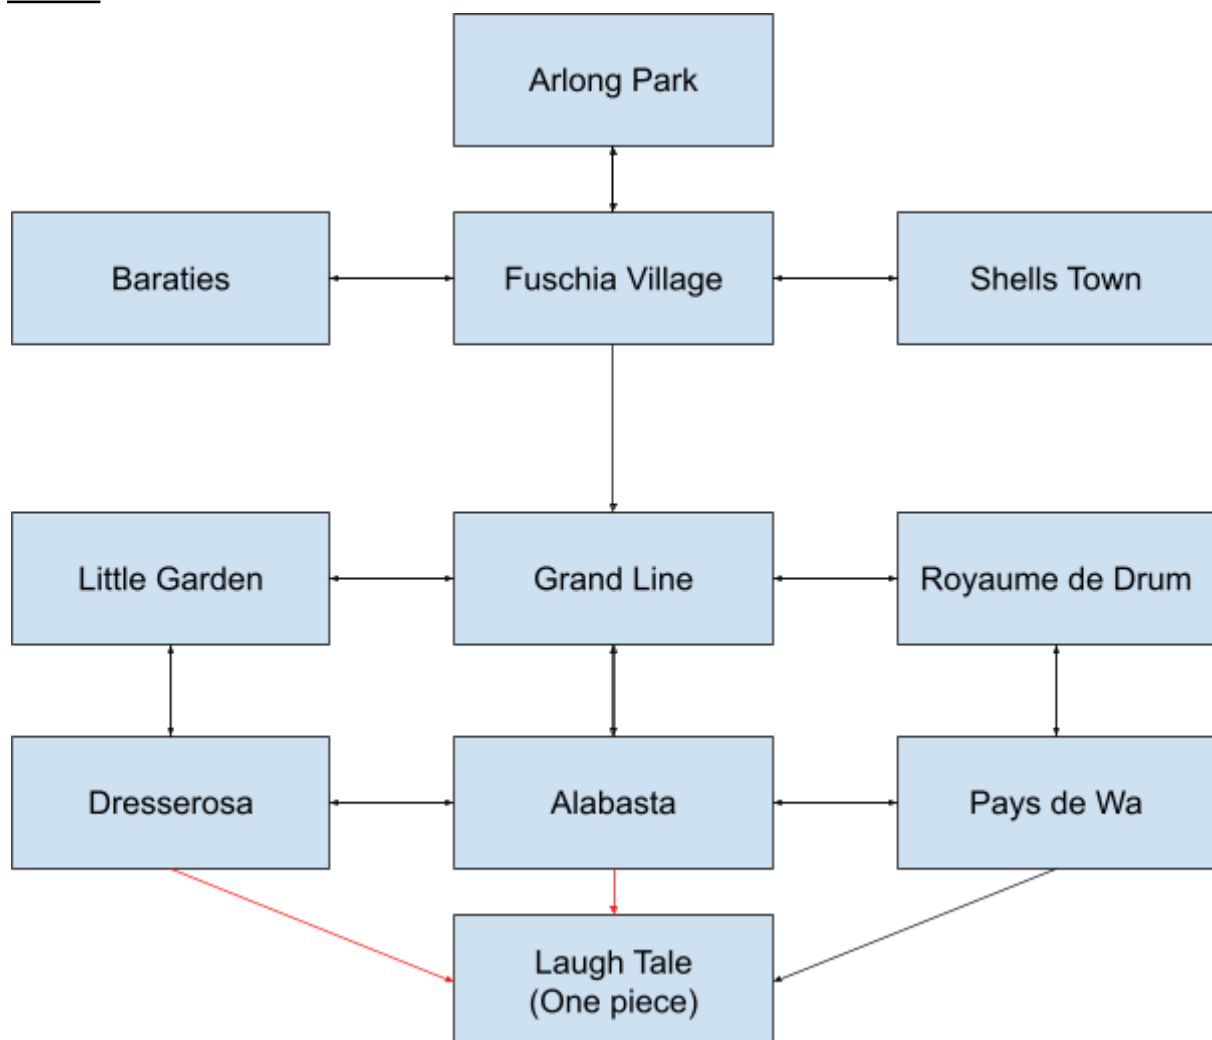 Arlong Park
Baraties
Fuschia Village
Shells Town
Little Garden
Grand Line
Royaume de Drum
Dresserosa
Alabasta
Pays de Wa
Laugh Tale
(One piece)